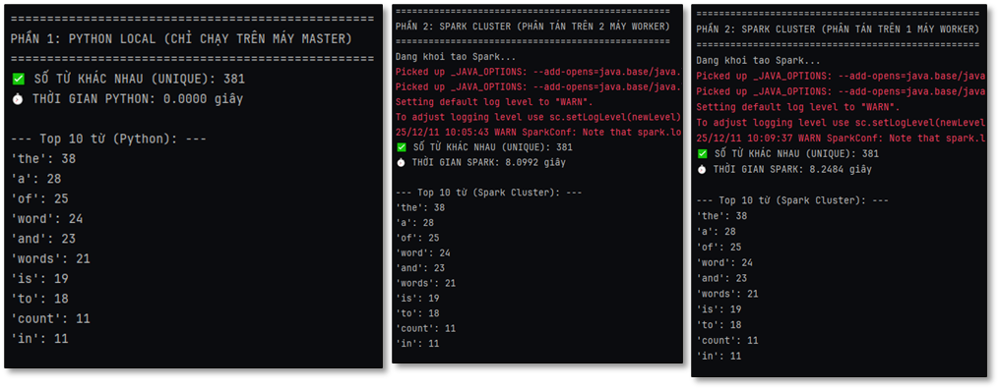 ==================================================
PHẦN 1: PYTHON LOCAL (CHỈ CHẠY TRÊN MÁY MASTER)
==================================================
✅ SỐ TỪ KHÁC NHAU (UNIQUE): 381
⏱ THỜI GIAN PYTHON: 0.0000 giây
--- Top 10 từ (Python): ---
'the': 38
'a': 28
'of': 25
'word': 24
'and': 23
'words': 21
'is': 19
'to': 18
'count': 11
'in': 11
==================================================
PHẦN 2: SPARK CLUSTER (PHÂN TÁN TRÊN 2 MÁY WORKER)
==================================================
Dang khoi tao Spark...
Picked up _JAVA_OPTIONS: --add-opens=java.base/java.
Picked up _JAVA_OPTIONS: --add-opens=java.base/java.
Setting default log level to "WARN".
To adjust logging level use sc.setLogLevel(newLevel)
25/12/11 10:05:43 WARN SparkConf: Note that spark.lo
✅ SỐ TỪ KHÁC NHAU (UNIQUE): 381
⏱ THỜI GIAN SPARK: 8.0992 giây
--- Top 10 từ (Spark Cluster): ---
'the': 38
'a': 28
'of': 25
'word': 24
'and': 23
'words': 21
'is': 19
'to': 18
'count': 11
'in': 11
==================================================
PHẦN 2: SPARK CLUSTER (PHÂN TÁN TRÊN 1 MÁY WORKER)
==================================================
Dang khoi tao Spark...
Picked up _JAVA_OPTIONS: --add-opens=java.base/java
Picked up _JAVA_OPTIONS: --add-opens=java.base/java
Setting default log level to "WARN".
To adjust logging level use sc.setLogLevel(newLevel
25/12/11 10:09:37 WARN SparkConf: Note that spark.l
✅ SỐ TỪ KHÁC NHAU (UNIQUE): 381
⏱ THỜI GIAN SPARK: 8.2484 giây
--- Top 10 từ (Spark Cluster): ---
'the': 38
'a': 28
'of': 25
'word': 24
'and': 23
'words': 21
'is': 19
'to': 18
'count': 11
'in': 11